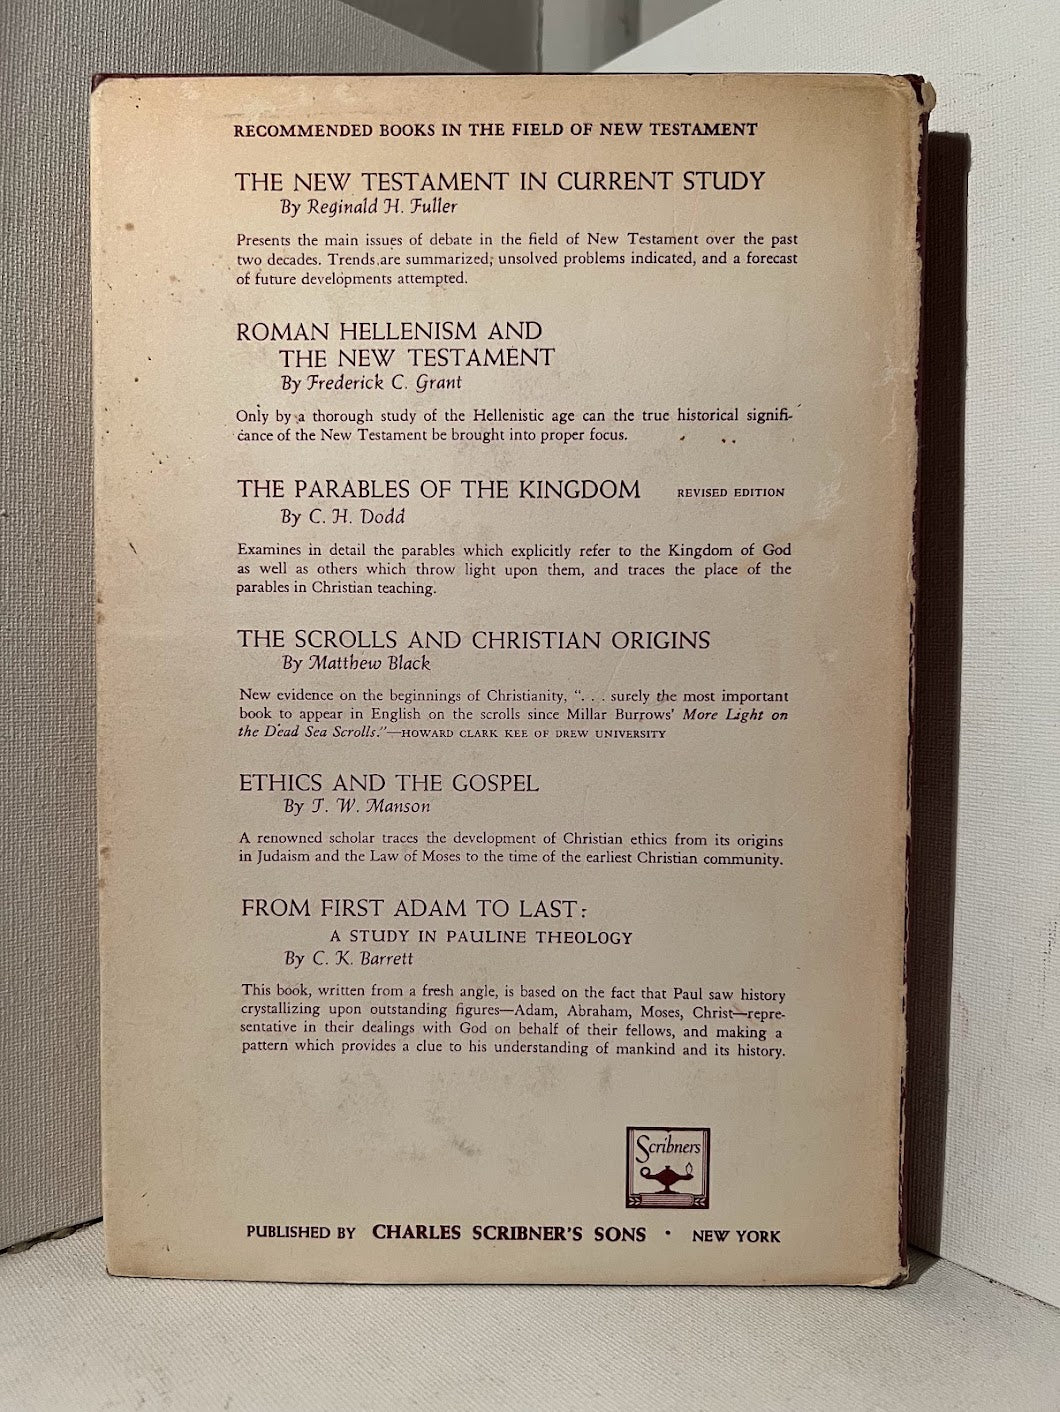 RECOMMENDED BOOKS IN THE FIELD OF NEW TESTAMENT
THE NEW TESTAMENT IN CURRENT STUDY
By Reginald H. Fuller
Presents the main issues of debate in the field of New Testament over the past
two decades. Trends are summarized, unsolved problems indicated, and a forecast
of future developments attempted.
ROMAN HELLENISM AND
THE NEW TESTAMENT
By Frederick C. Grant
Only by a thorough study of the Hellenistic age can the true historical signifi-
cance of the New Testament be brought into proper focus.
THE PARABLES OF THE KINGDOM REVISED EDITION
By C. H. Dodd
Examines in detail the parables which explicitly refer to the Kingdom of God
as well as others which throw light upon them, and traces the place of the
parables in Christian teaching.
THE SCROLLS AND CHRISTIAN ORIGINS
By Matthew Black
New evidence on the beginnings of Christianity, “. . . surely the most important
book to appear in English on the scrolls since Millar Burrows’ More Light on
the Dead Sea Scrolls.”—HOWARD CLARK KEE OF DREW UNIVERSITY
ETHICS AND THE GOSPEL
By T. W. Manson
A renowned scholar traces the development of Christian ethics from its origins
in Judaism and the Law of Moses to the time of the earliest Christian community.
FROM FIRST ADAM TO LAST:
A STUDY IN PAULINE THEOLOGY
By C. K. Barrett
This book, written from a fresh angle, is based on the fact that Paul saw history
crystallizing upon outstanding figures—Adam, Abraham, Moses, Christ—repre-
sentative in their dealings with God on behalf of their fellows, and making a
pattern which provides a clue to his understanding of mankind and its history.
Scribners
PUBLISHED BY CHARLES SCRIBNER’S SONS • NEW YORK